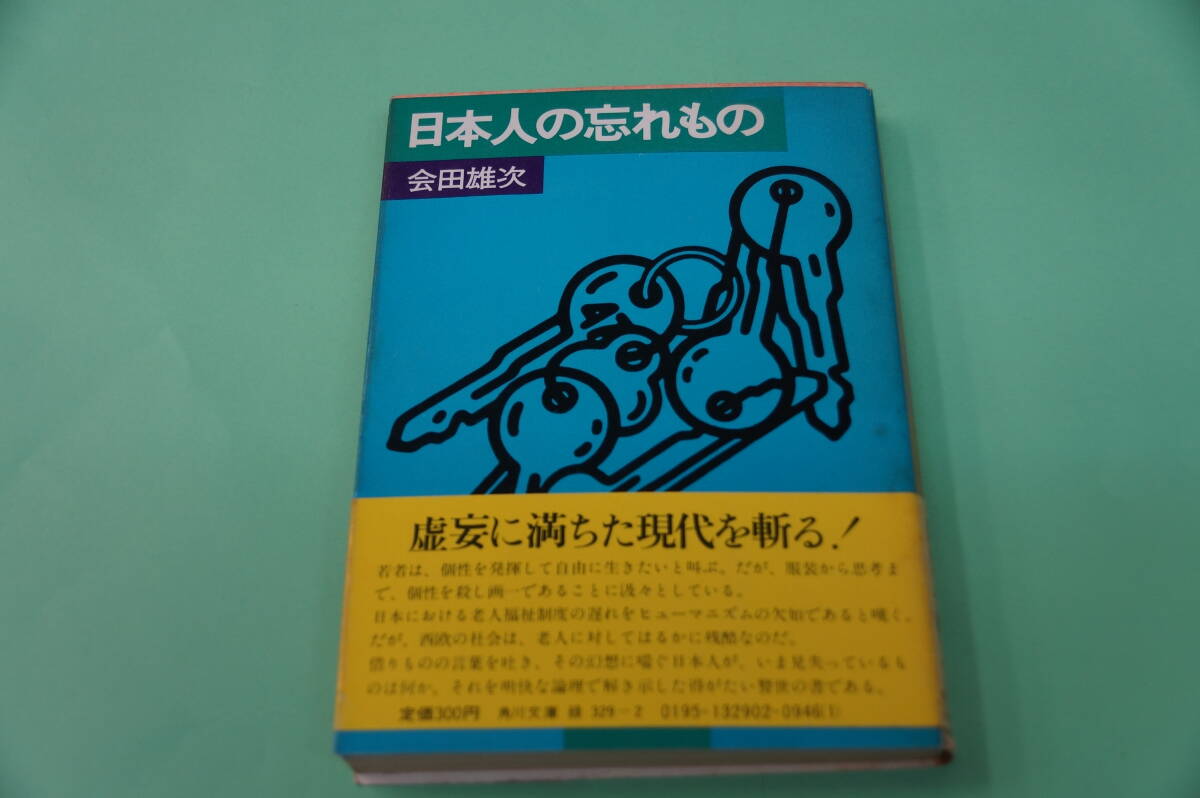 日本人の忘れもの
会田雄次
虚妄に満ちた現代を斬る!
若者は、個性を発揮して自由に生きたいと叫ぶ。だが、服装から思考ま
で、個性を殺し画一であることに汲々としている。
日本における老人福祉制度の遅れをヒューマニズムの欠如であると嘆く。
だが、西欧の社会は、老人に対してはるかに残酷なのだ。
借りものの言葉を吐き、その幻想に喘ぐ日本人が、いま見失っているも
のは何か。それを明快な論理で解き示した得がたい警世の書である。
定価300円 角川文庫 緑 329-2 0195-132902-0946(1)